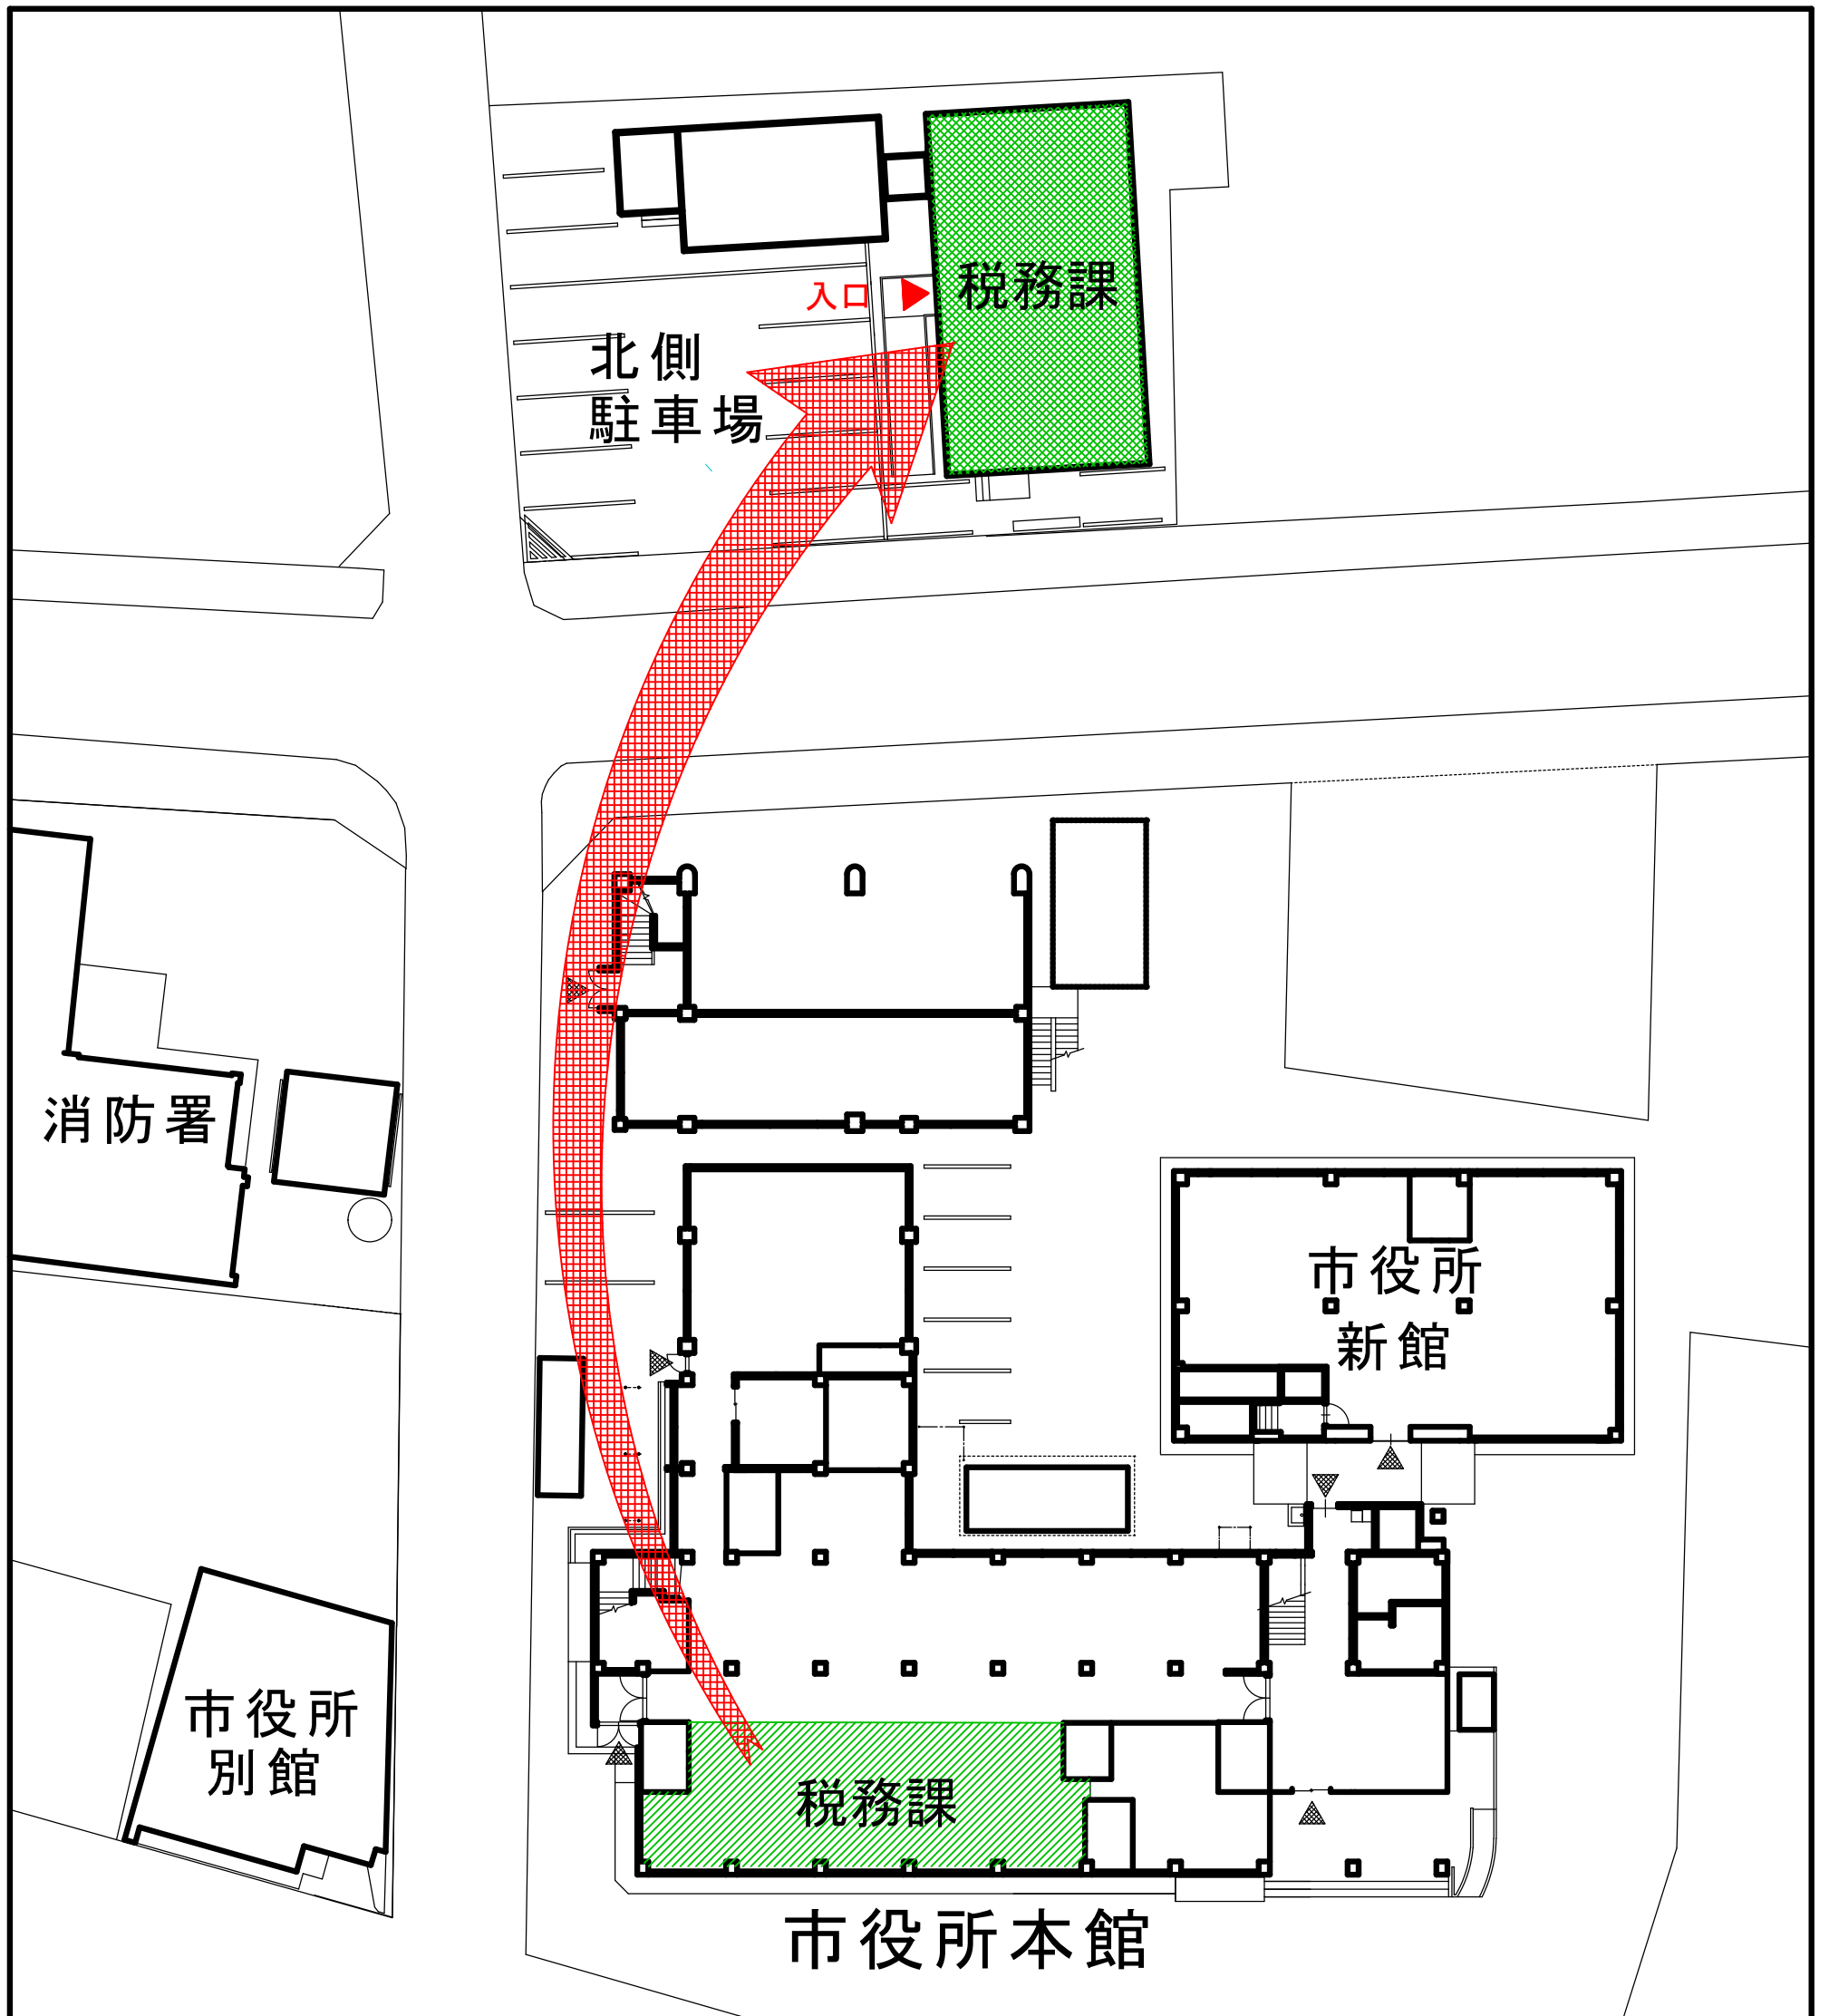 税務課
入口
北側
駐車場
消防署
市役所
新館
市役所
別館
税務課
市役所本館